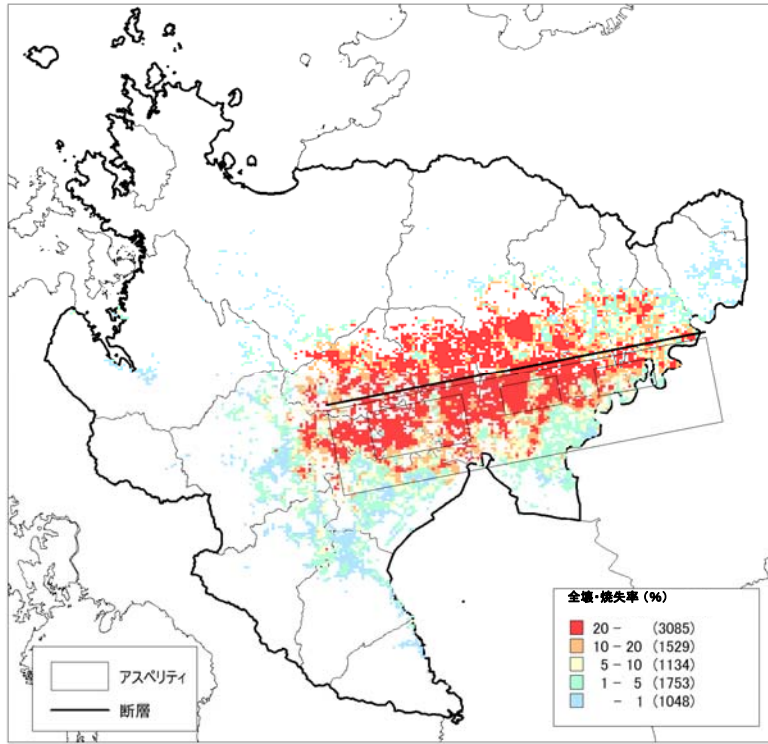 全壊・焼失率(%)
20 - (3085)
10 - 20 (1529)
5 - 10 (1134)
1 - 5 (1753)
- 1 (1048)
アスペリティ
断層